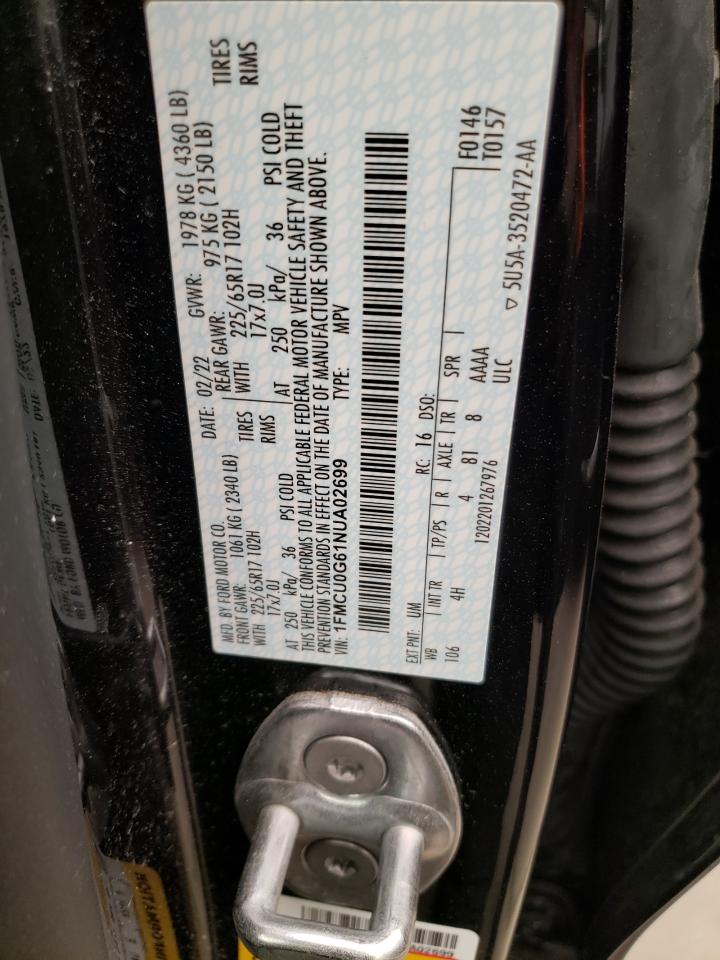 MFD. BY FORD MOTOR CO.
DATE: 02/22 GVWR: 1978 KG ( 4360 LB)
FRONT GAWR: 1061 KG ( 2340 LB) REAR GAWR: 975 KG ( 2150 LB)
WITH 225/65R17 102H TIRES WITH 225/65R17 102H TIRES
17x7.0J RIMS 17x7.0J RIMS
AT 250 kPa/ 36 PSI COLD AT 250 kPa/ 36 PSI COLD
THIS VEHICLE CONFORMS TO ALL APPLICABLE FEDERAL MOTOR VEHICLE SAFETY AND THEFT
PREVENTION STANDARDS IN EFFECT ON THE DATE OF MANUFACTURE SHOWN ABOVE.
VIN: 1FMCU0G61NUA02699 TYPE: MPV
EXT PNT: UM RC: 16 DSO:
WB INT TR TP/PS R AXLE TR SPR
106 4H 4 81 8 AAAA
F0146
T0157
1202201267976 ULC
▽ 5U5A-3520472-AA
A02699